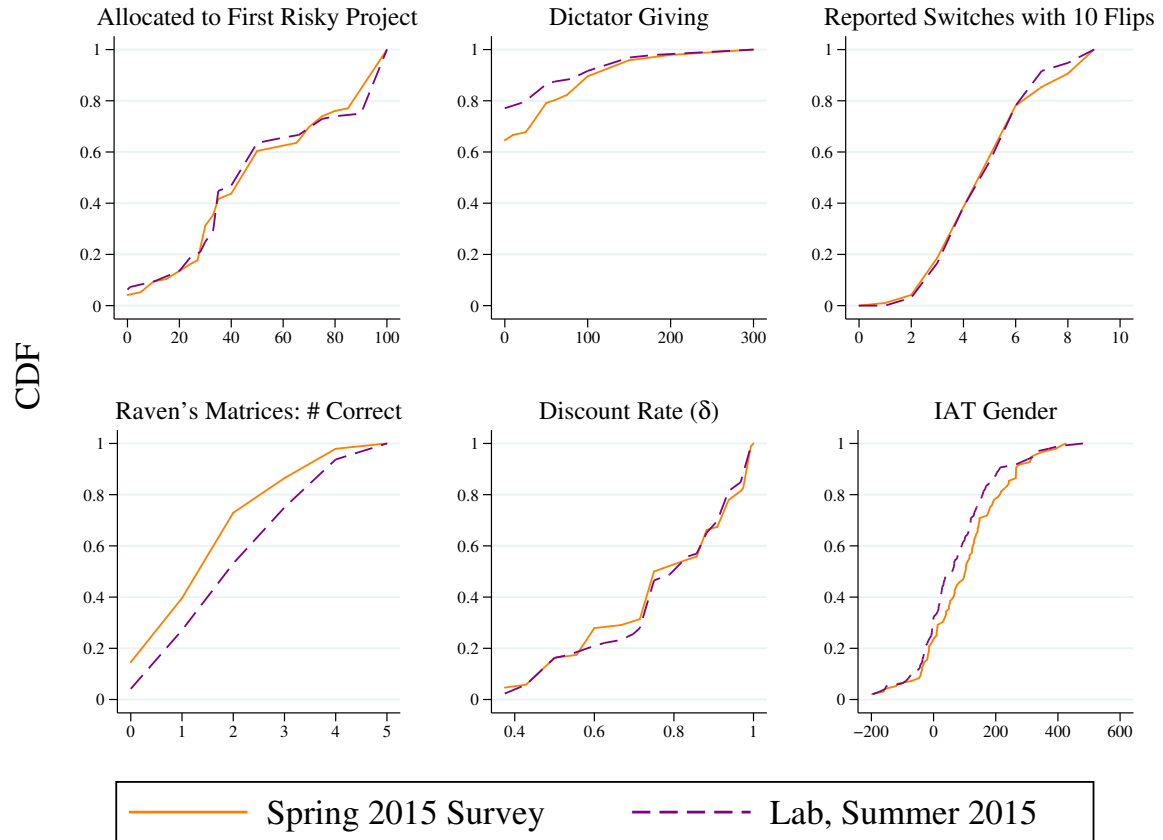 Allocated to First Risky Project Dictator Giving Reported Switches with 10 Flips
1 1 1
0.8 0.8 0.8
0.6 0.6 0.6
0.4 0.4 0.4
0.2 0.2 0.2
0 0 0
0 20 40 60 80 100 0 100 200 300 0 2 4 6 8 10
CDF
Raven's Matrices: # Correct Discount Rate (δ) IAT Gender
1 1 1
0.8 0.8 0.8
0.6 0.6 0.6
0.4 0.4 0.4
0.2 0.2 0.2
0 0 0
0 1 2 3 4 5 0.4 0.6 0.8 1 −200 0 200 400 600
Spring 2015 Survey Lab, Summer 2015